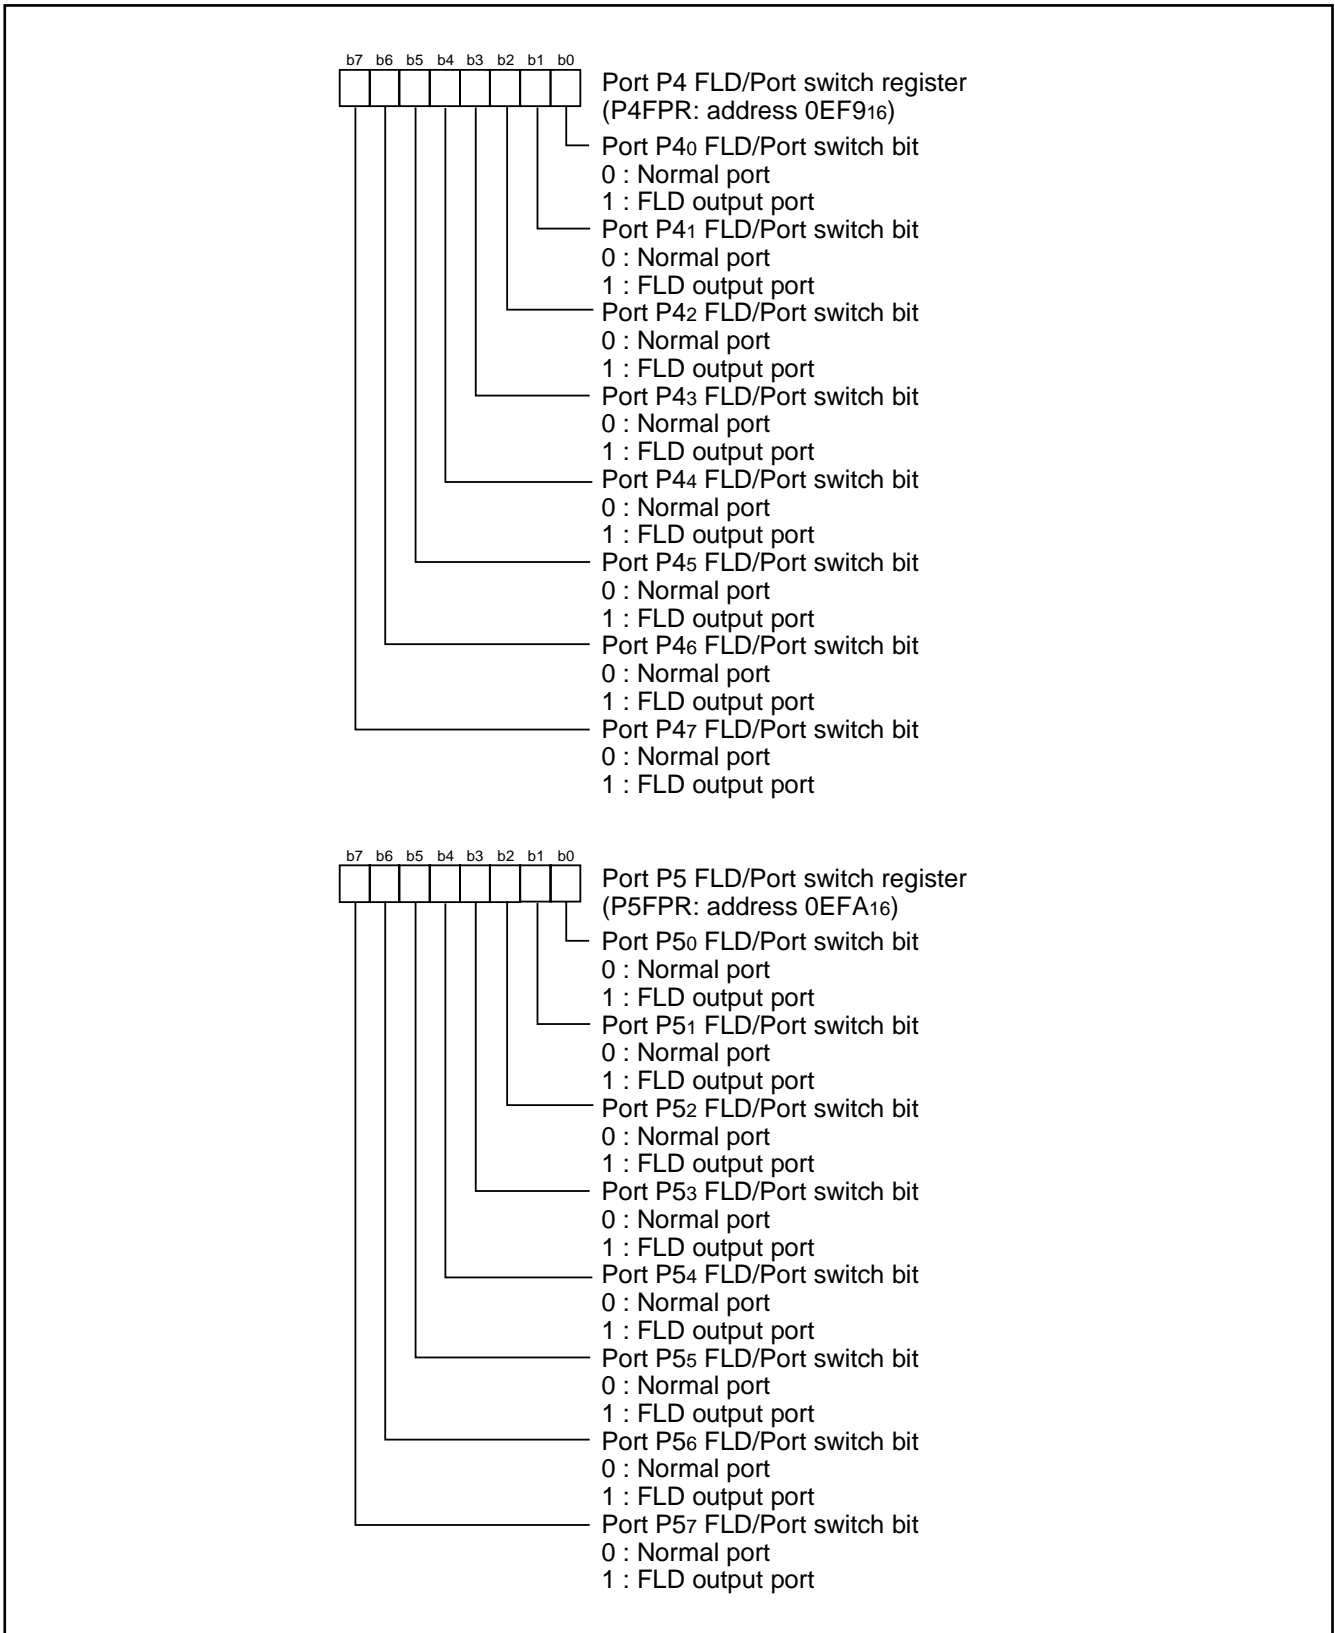 b7 b6 b5 b4 b3 b2 b1 b0
Port P4 FLD/Port switch register
(P4FPR: address 0EF916)
Port P40 FLD/Port switch bit
0 : Normal port
1 : FLD output port
Port P41 FLD/Port switch bit
0 : Normal port
1 : FLD output port
Port P42 FLD/Port switch bit
0 : Normal port
1 : FLD output port
Port P43 FLD/Port switch bit
0 : Normal port
1 : FLD output port
Port P44 FLD/Port switch bit
0 : Normal port
1 : FLD output port
Port P45 FLD/Port switch bit
0 : Normal port
1 : FLD output port
Port P46 FLD/Port switch bit
0 : Normal port
1 : FLD output port
Port P47 FLD/Port switch bit
0 : Normal port
1 : FLD output port
b7 b6 b5 b4 b3 b2 b1 b0
Port P5 FLD/Port switch register
(P5FPR: address 0EFA16)
Port P50 FLD/Port switch bit
0 : Normal port
1 : FLD output port
Port P51 FLD/Port switch bit
0 : Normal port
1 : FLD output port
Port P52 FLD/Port switch bit
0 : Normal port
1 : FLD output port
Port P53 FLD/Port switch bit
0 : Normal port
1 : FLD output port
Port P54 FLD/Port switch bit
0 : Normal port
1 : FLD output port
Port P55 FLD/Port switch bit
0 : Normal port
1 : FLD output port
Port P56 FLD/Port switch bit
0 : Normal port
1 : FLD output port
Port P57 FLD/Port switch bit
0 : Normal port
1 : FLD output port